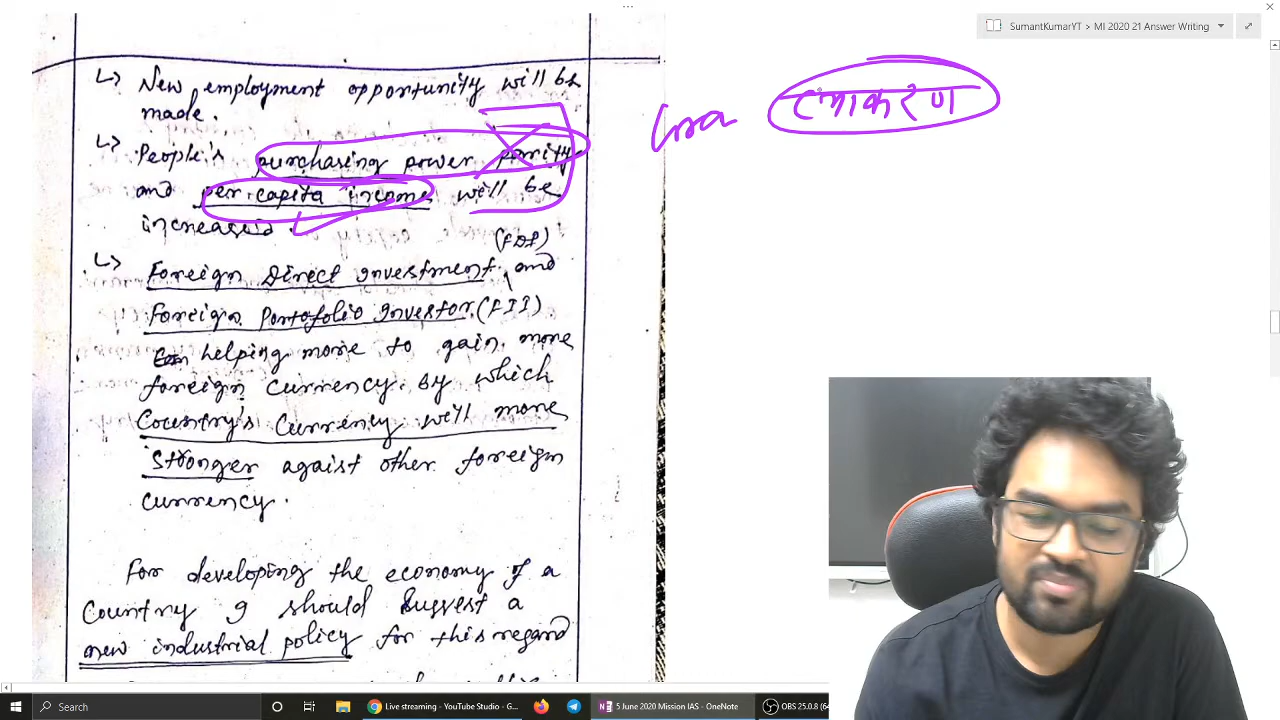 SumantKumarYT > MI 2020 21 Answer Writing
↳ New employment opportunity will be
made.
↳ People's purchasing power parity
and per capita income will be
increased.
(FDI)
↳ Foreign Direct Investment, and
Foreign Portofolio Investor. (FII)
helping more to gain more
foreign currency. by which
Country's Currency will more
stronger agaist other foreign
currency.
For developing the economy of a
Country I should suggest a
new industrial policy for this regard
Search
Live streaming - YouTube Studio - G...
5 June 2020 Mission IAS - OneNote
OBS 25.0.8 (64